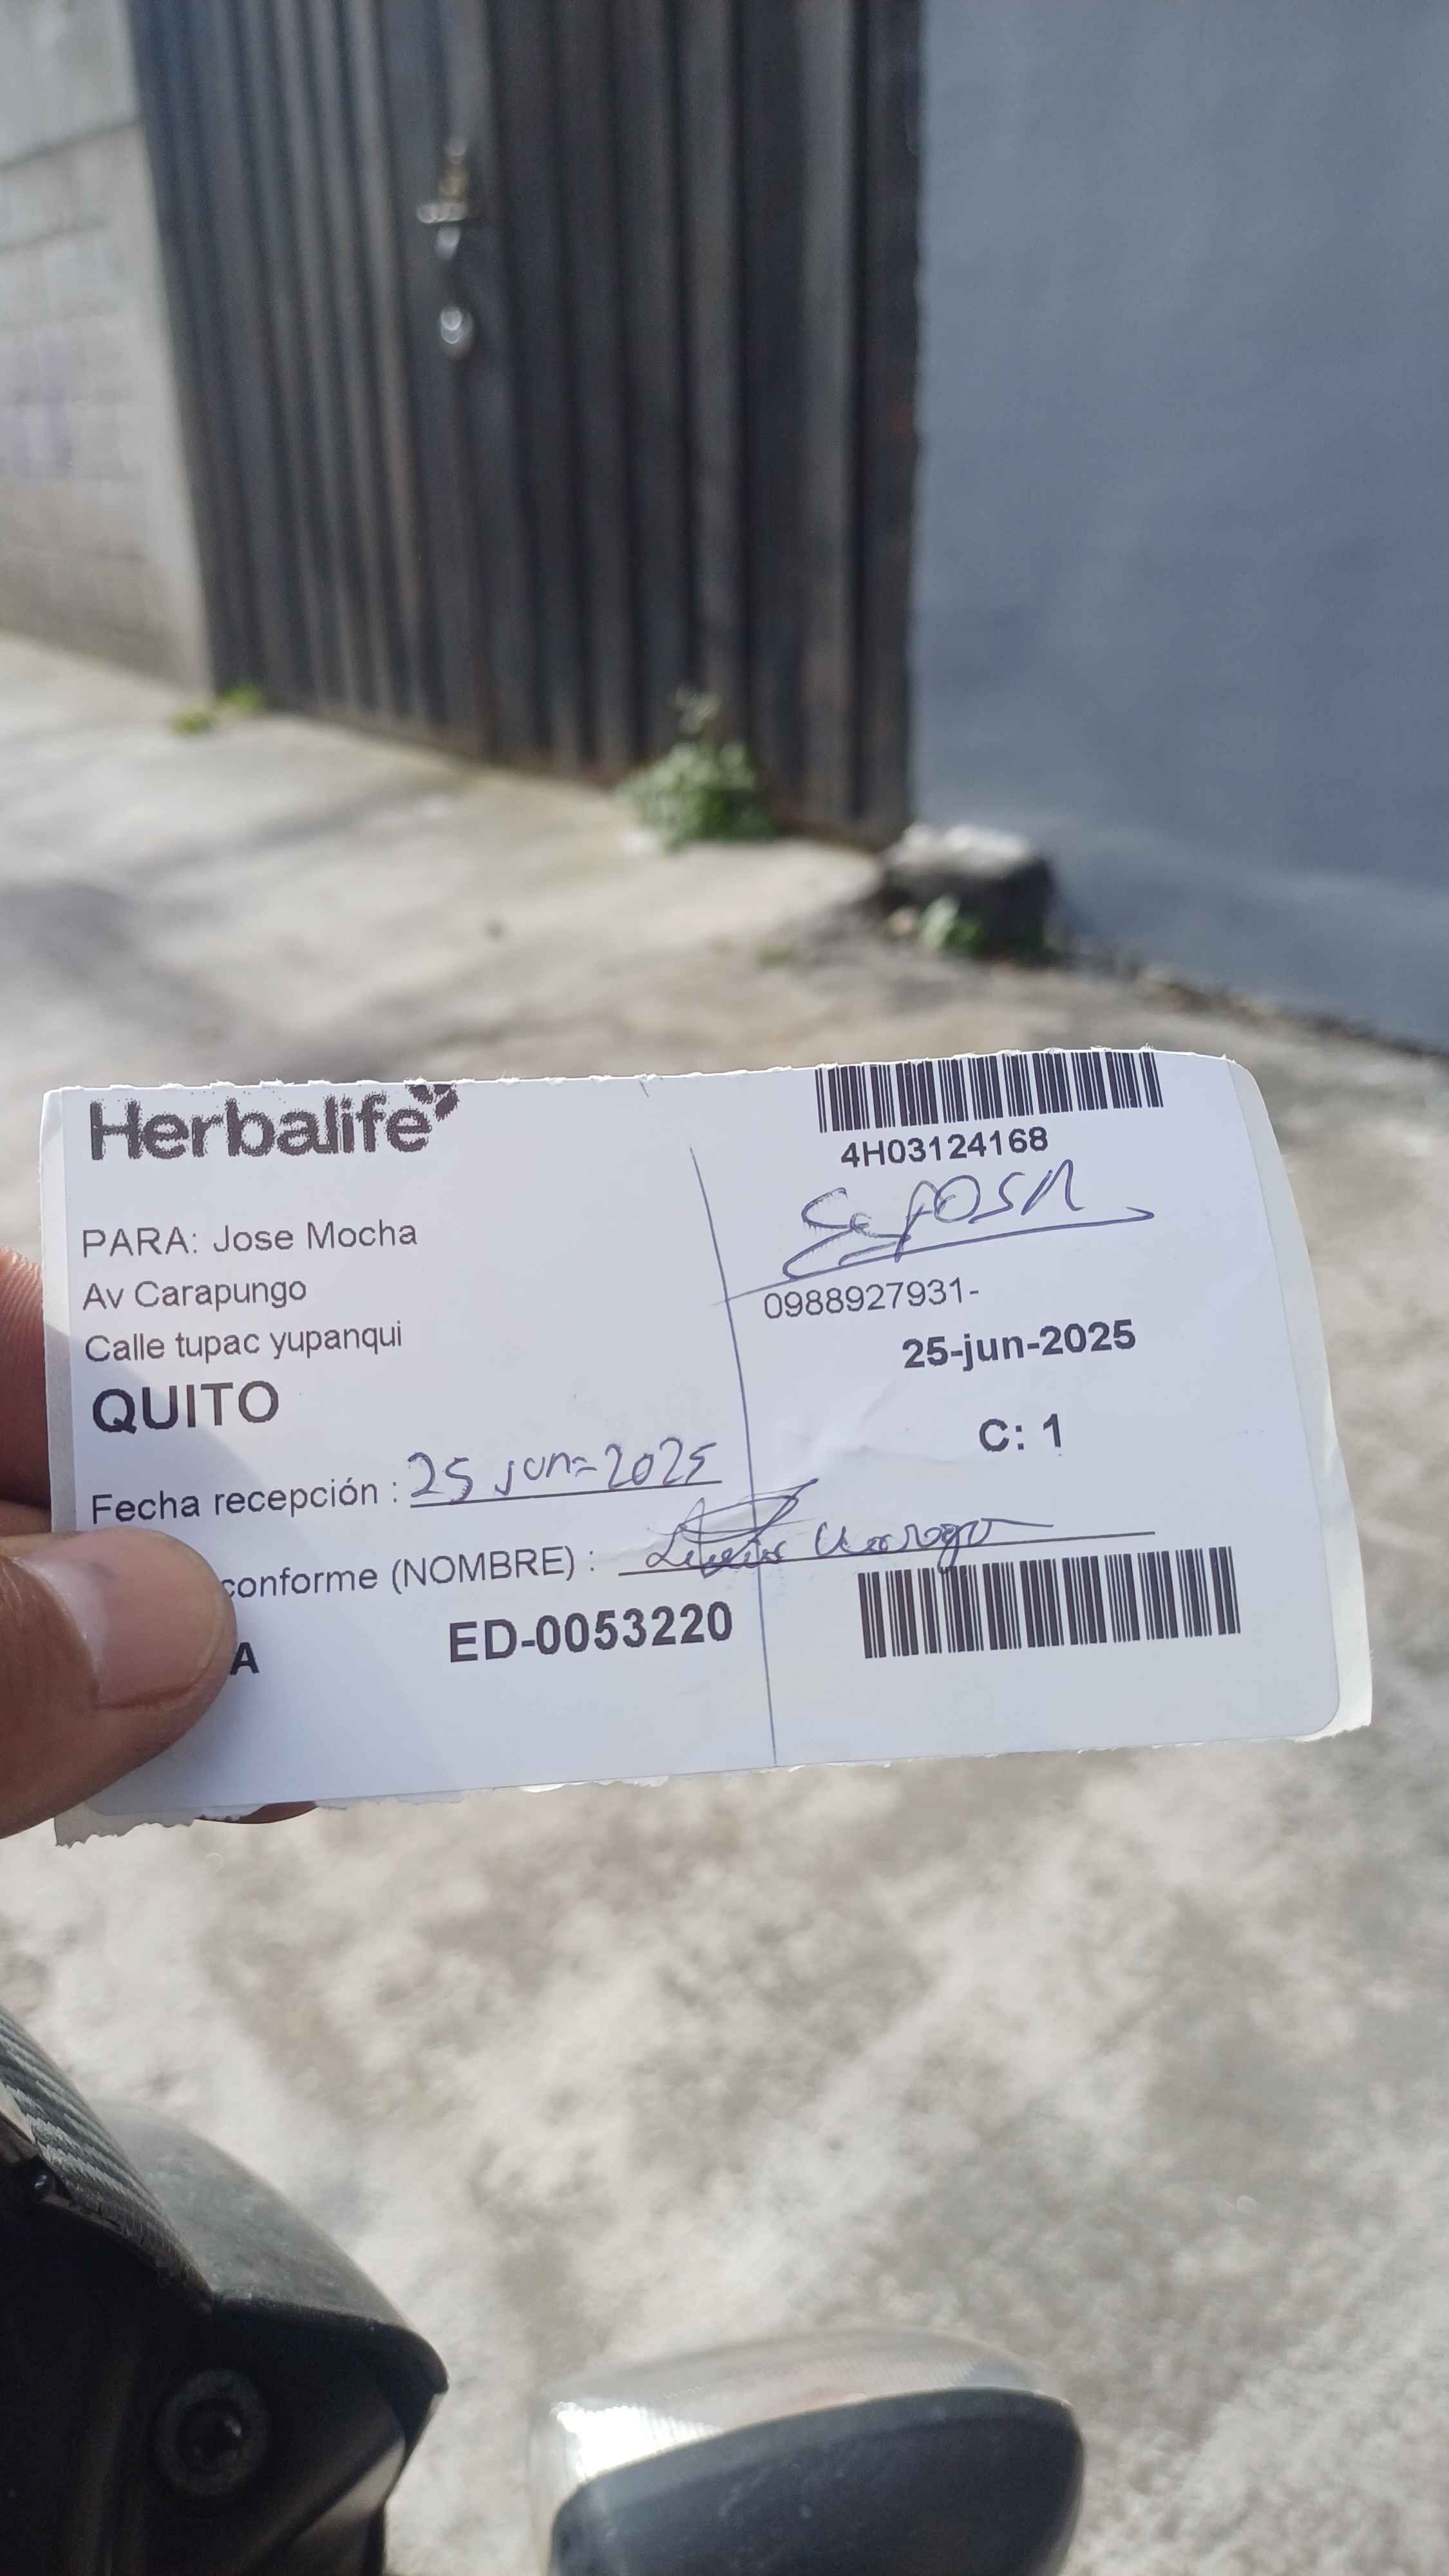 Herbalife
4H03124168
Esposa
PARA: Jose Mocha
Av Carapungo
Calle tupac yupanqui
QUITO
0988927931-
25-jun-2025
C: 1
Fecha recepción : 25 jun=2025
conforme (NOMBRE) :
A ED-0053220